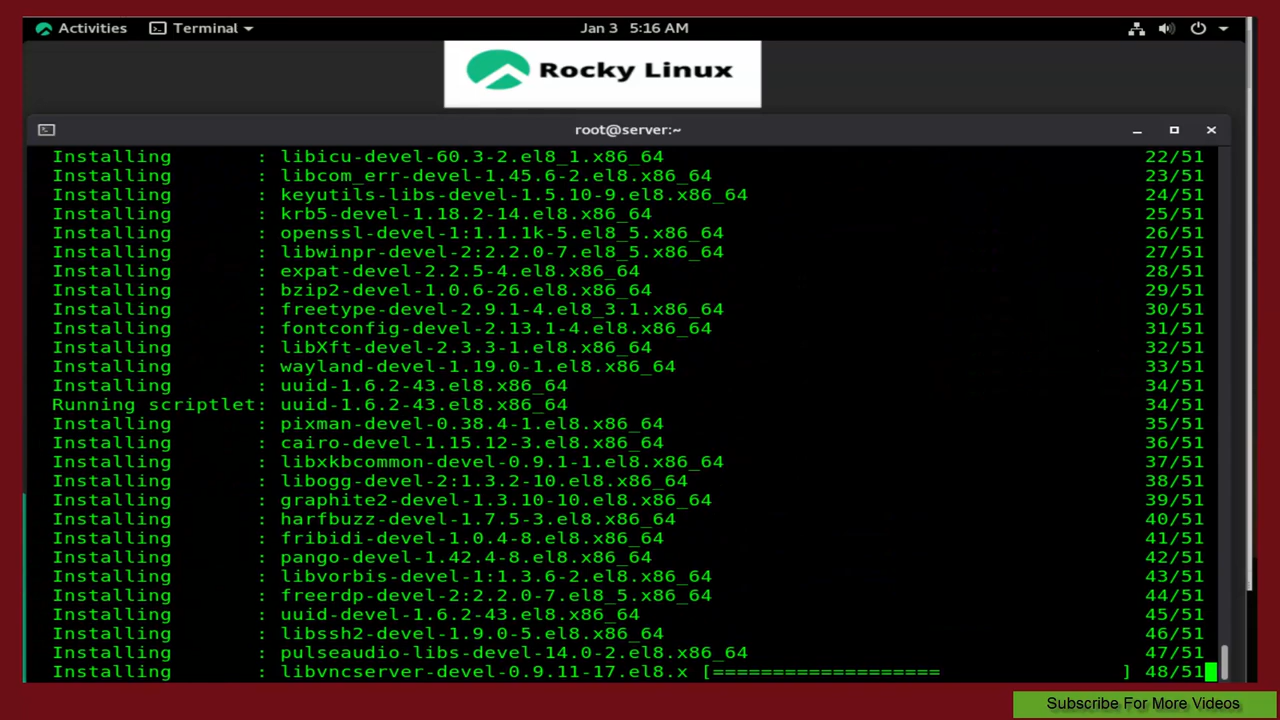 Activities Terminal Jan 3 5:16 AM
Rocky Linux
root@server:~
Installing : libicu-devel-60.3-2.el8_1.x86_64 22/51
Installing : libcom_err-devel-1.45.6-2.el8.x86_64 23/51
Installing : keyutils-libs-devel-1.5.10-9.el8.x86_64 24/51
Installing : krb5-devel-1.18.2-14.el8.x86_64 25/51
Installing : openssl-devel-1:1.1.1k-5.el8_5.x86_64 26/51
Installing : libwinpr-devel-2:2.2.0-7.el8_5.x86_64 27/51
Installing : expat-devel-2.2.5-4.el8.x86_64 28/51
Installing : bzip2-devel-1.0.6-26.el8.x86_64 29/51
Installing : freetype-devel-2.9.1-4.el8_3.1.x86_64 30/51
Installing : fontconfig-devel-2.13.1-4.el8.x86_64 31/51
Installing : libXft-devel-2.3.3-1.el8.x86_64 32/51
Installing : wayland-devel-1.19.0-1.el8.x86_64 33/51
Installing : uuid-1.6.2-43.el8.x86_64 34/51
Running scriptlet: uuid-1.6.2-43.el8.x86_64 34/51
Installing : pixman-devel-0.38.4-1.el8.x86_64 35/51
Installing : cairo-devel-1.15.12-3.el8.x86_64 36/51
Installing : libxkbcommon-devel-0.9.1-1.el8.x86_64 37/51
Installing : libogg-devel-2:1.3.2-10.el8.x86_64 38/51
Installing : graphite2-devel-1.3.10-10.el8.x86_64 39/51
Installing : harfbuzz-devel-1.7.5-3.el8.x86_64 40/51
Installing : fribidi-devel-1.0.4-8.el8.x86_64 41/51
Installing : pango-devel-1.42.4-8.el8.x86_64 42/51
Installing : libvorbis-devel-1:1.3.6-2.el8.x86_64 43/51
Installing : freerdp-devel-2:2.2.0-7.el8_5.x86_64 44/51
Installing : uuid-devel-1.6.2-43.el8.x86_64 45/51
Installing : libssh2-devel-1.9.0-5.el8.x86_64 46/51
Installing : pulseaudio-libs-devel-14.0-2.el8.x86_64 47/51
Installing : libvncserver-devel-0.9.11-17.el8.x [=================== ] 48/51
Subscribe For More Videos